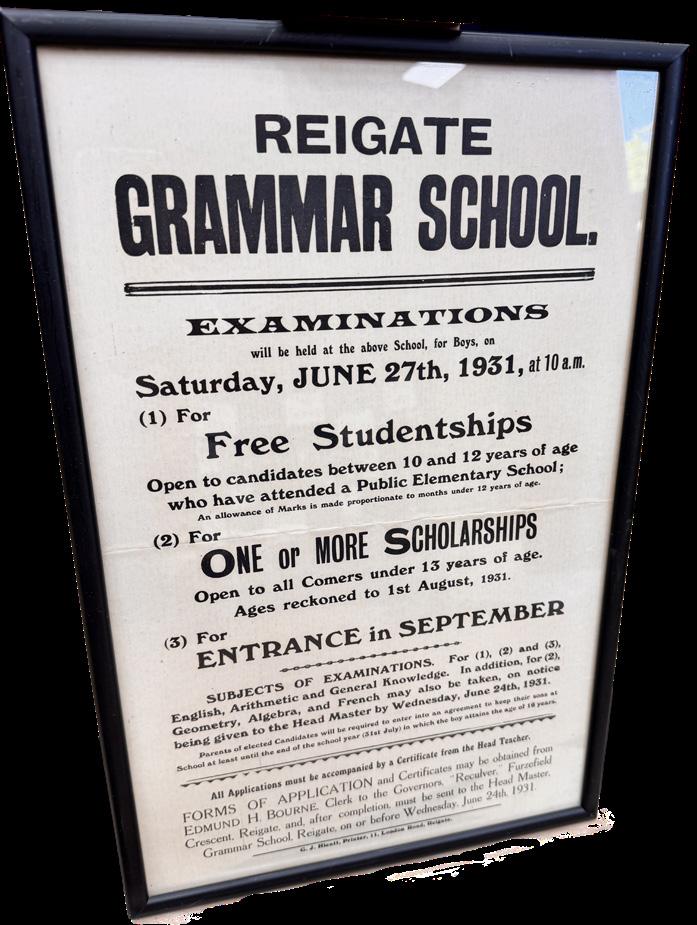 REIGATE
GRAMMAR SCHOOL.
EXAMINATIONS
will be held at the above School, for Boys, on
Saturday, JUNE 27th, 1931, at 10 a.m.
(1) For
Free Studentships
Open to candidates between 10 and 12 years of age
who have attended a Public Elementary School;
An allowance of Marks is made proportionate to months under 12 years of age.
(2) For
ONE or MORE SCHOLARSHIPS
Open to all Comers under 13 years of age.
Ages reckoned to 1st August, 1931.
(3) For
ENTRANCE in SEPTEMBER
SUBJECTS OF EXAMINATIONS. For (1), (2) and (3),
English, Arithmetic and General Knowledge. In addition, for (2),
Geometry, Algebra, and French may also be taken, on notice
being given to the Head Master by Wednesday, June 24th, 1931.
Parents of elected Candidates will be required to enter into an agreement to keep their sons at
School at least until the end of the school year (31st July) in which the boy attains the age of 16 years.
All Applications must be accompanied by a Certificate from the Head Teacher.
FORMS OF APPLICATION and Certificates may be obtained from
EDMUND H. BOURNE, Clerk to the Governors, "Reculver," Furzefield
Crescent, Reigate, and, after completion, must be sent to the Head Master,
Grammar School, Reigate, on or before Wednesday, June 24th, 1931.
Printer, 11, London Road, Reigate.